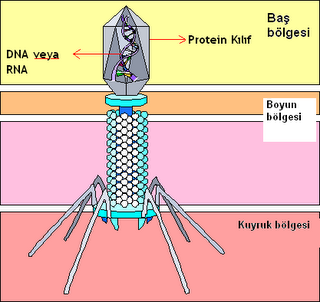 Baş
bölgesi
Protein Kılıf
DNA veya
RNA
Boyun
bölgesi
Kuyruk bölgesi